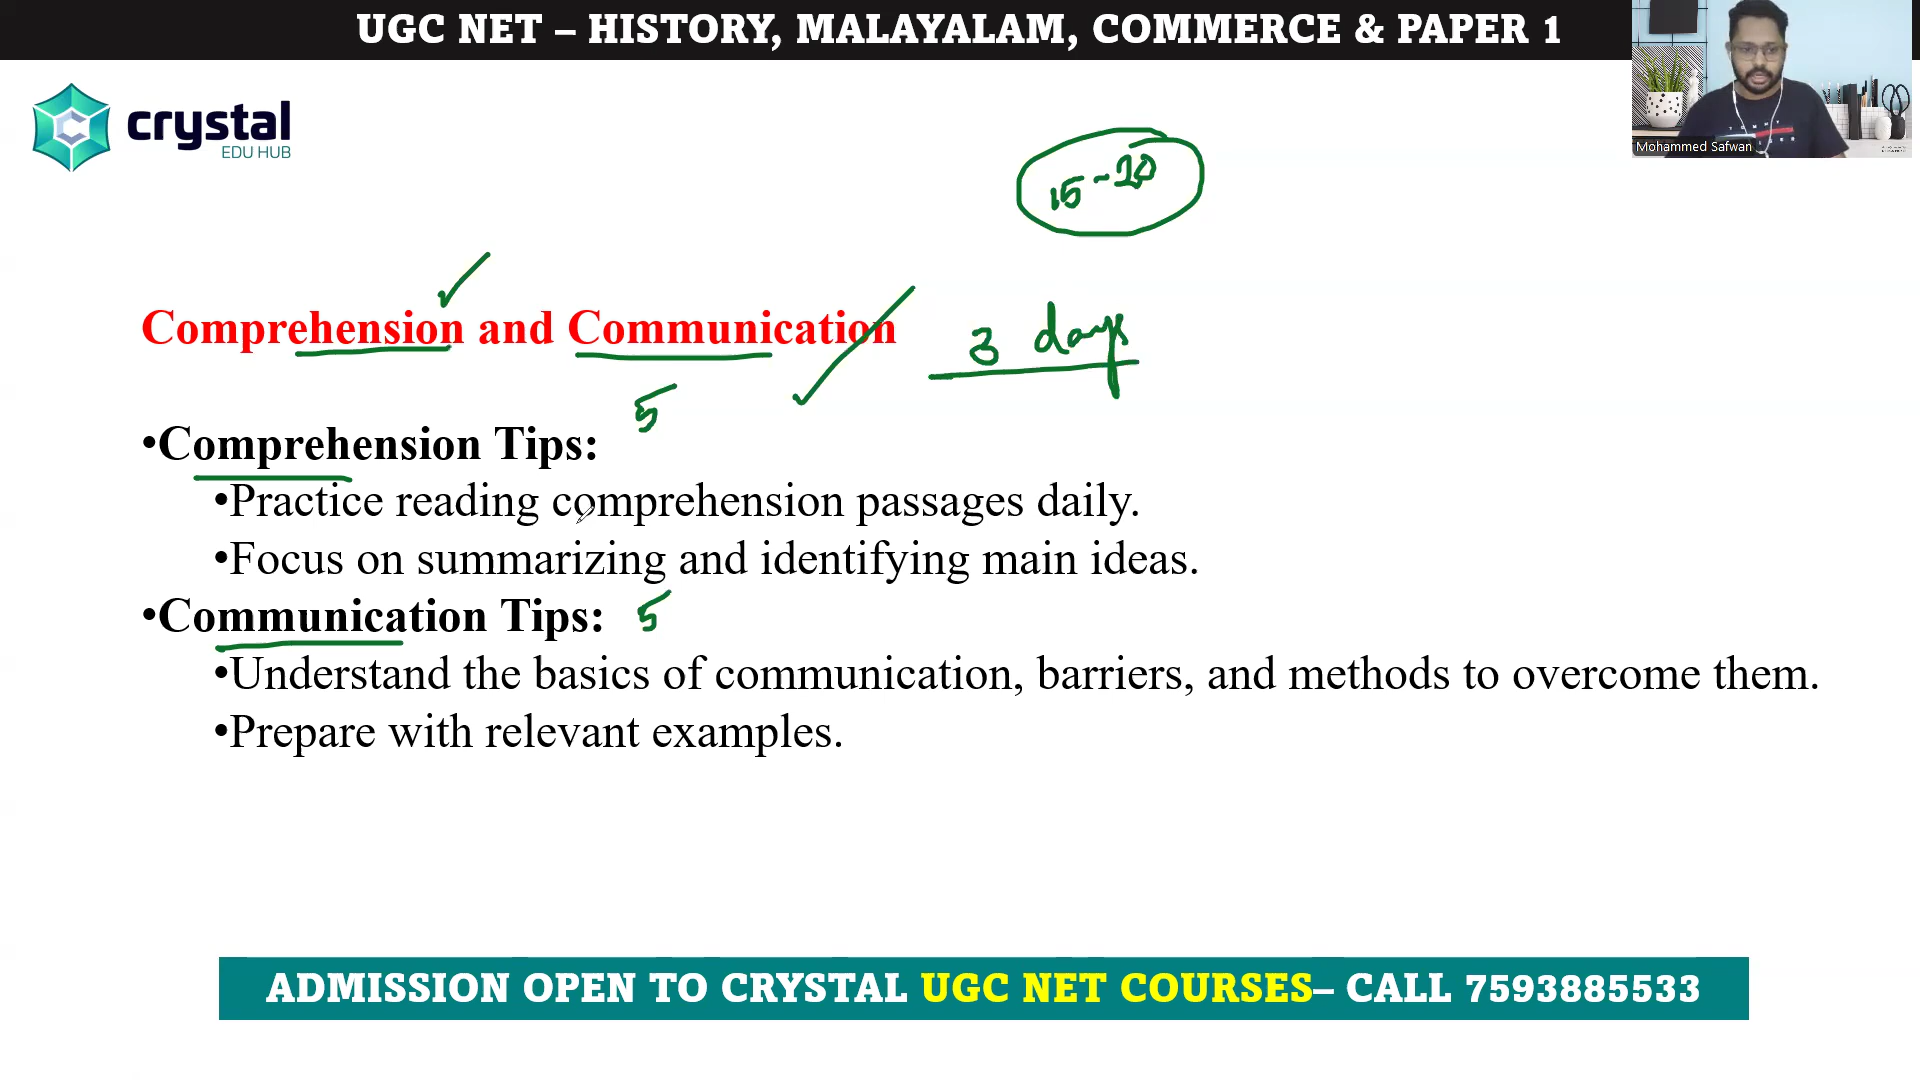 UGC NET – HISTORY, MALAYALAM, COMMERCE & PAPER 1
crystal
EDU HUB
Mohammed Safwan
15-20
Comprehension and Communication
3 days
5
•Comprehension Tips:
•Practice reading comprehension passages daily.
•Focus on summarizing and identifying main ideas.
•Communication Tips: 5
•Understand the basics of communication, barriers, and methods to overcome them.
•Prepare with relevant examples.
ADMISSION OPEN TO CRYSTAL UGC NET COURSES– CALL 7593885533